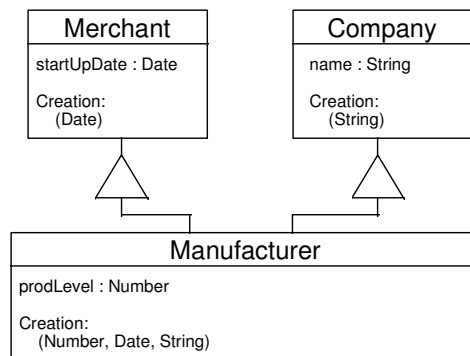 Merchant
startUpDate : Date
Creation:
(Date)
Company
name : String
Creation:
(String)
Manufacturer
prodLevel : Number
Creation:
(Number, Date, String)